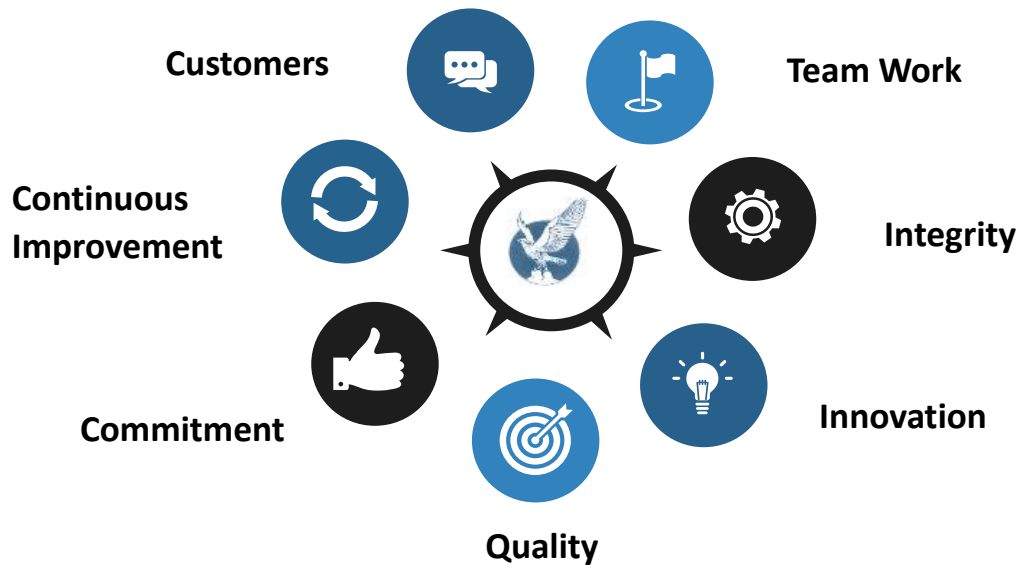 Customers
Team Work
Continuous
Improvement
Integrity
Commitment
Innovation
Quality